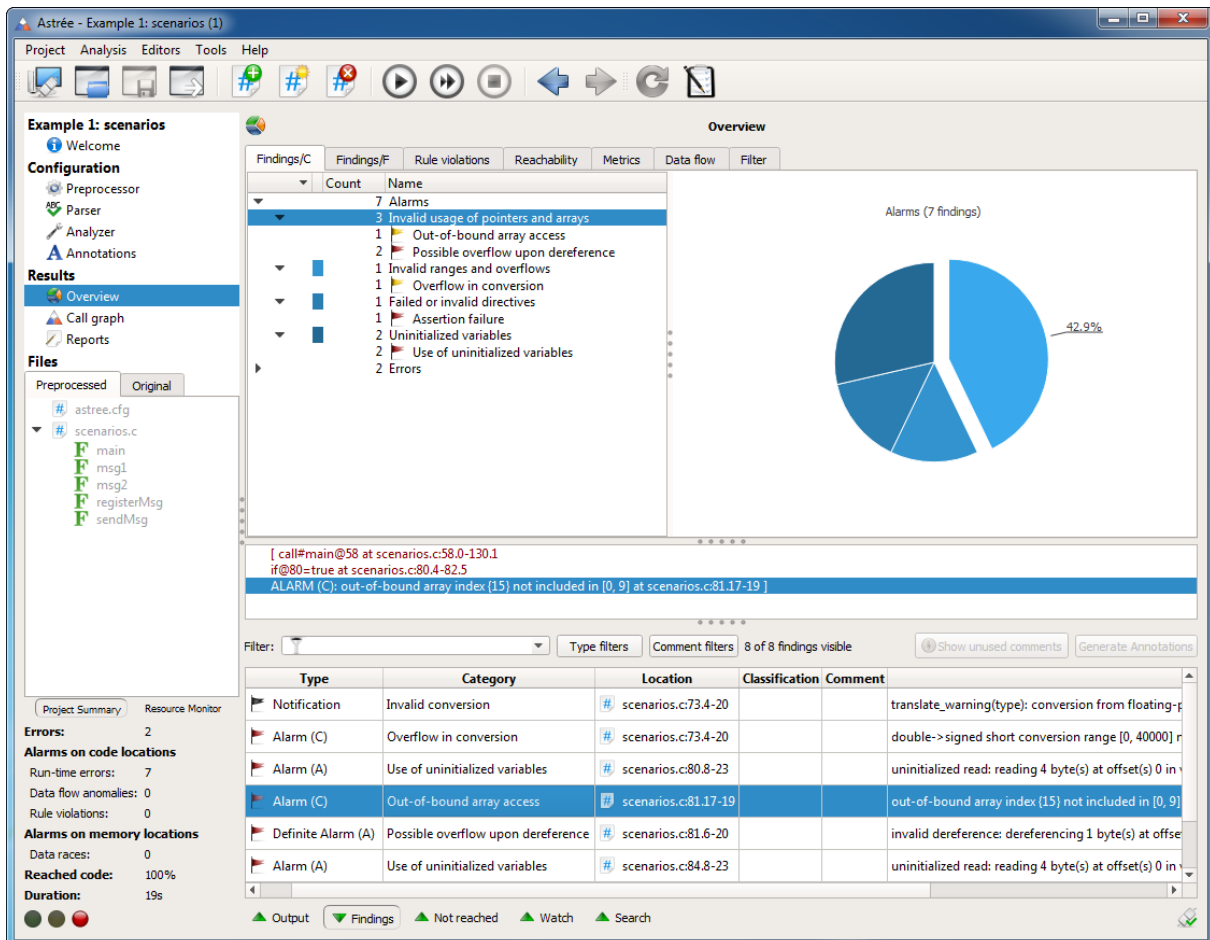 Astrée - Example 1: scenarios (1)
Project Analysis Editors Tools Help
Example 1: scenarios
Welcome
Configuration
Preprocessor
Parser
Analyzer
Annotations
Results
Overview
Call graph
Reports
Files
Preprocessed Original
astree.cfg
scenarios.c
main
msg1
msg2
registerMsg
sendMsg
Project Summary Resource Monitor
Errors: 2
Alarms on code locations
Run-time errors: 7
Data flow anomalies: 0
Rule violations: 0
Alarms on memory locations
Data races: 0
Reached code: 100%
Duration: 19s
Overview
Findings/C Findings/F Rule violations Reachability Metrics Data flow Filter
Count Name
7 Alarms
3 Invalid usage of pointers and arrays
1 Out-of-bound array access
2 Possible overflow upon dereference
1 Invalid ranges and overflows
1 Overflow in conversion
1 Failed or invalid directives
1 Assertion failure
2 Uninitialized variables
2 Use of uninitialized variables
2 Errors
Alarms (7 findings)
42.9%
[ call#main@58 at scenarios.c:58.0-130.1
if@80=true at scenarios.c:80.4-82.5
ALARM (C): out-of-bound array index {15} not included in [0, 9] at scenarios.c:81.17-19 ]
Filter: Type filters Comment filters 8 of 8 findings visible Show unused comments Generate Annotations
Type Category Location Classification Comment
Notification Invalid conversion scenarios.c:73.4-20 translate_warning(type): conversion from floating-p
Alarm (C) Overflow in conversion scenarios.c:73.4-20 double->signed short conversion range [0, 40000] n
Alarm (A) Use of uninitialized variables scenarios.c:80.8-23 uninitialized read: reading 4 byte(s) at offset(s) 0 in
Alarm (C) Out-of-bound array access scenarios.c:81.17-19 out-of-bound array index {15} not included in [0, 9]
Definite Alarm (A) Possible overflow upon dereference scenarios.c:81.6-20 invalid dereference: dereferencing 1 byte(s) at offse
Alarm (A) Use of uninitialized variables scenarios.c:84.8-23 uninitialized read: reading 4 byte(s) at offset(s) 0 in
Output Findings Not reached Watch Search